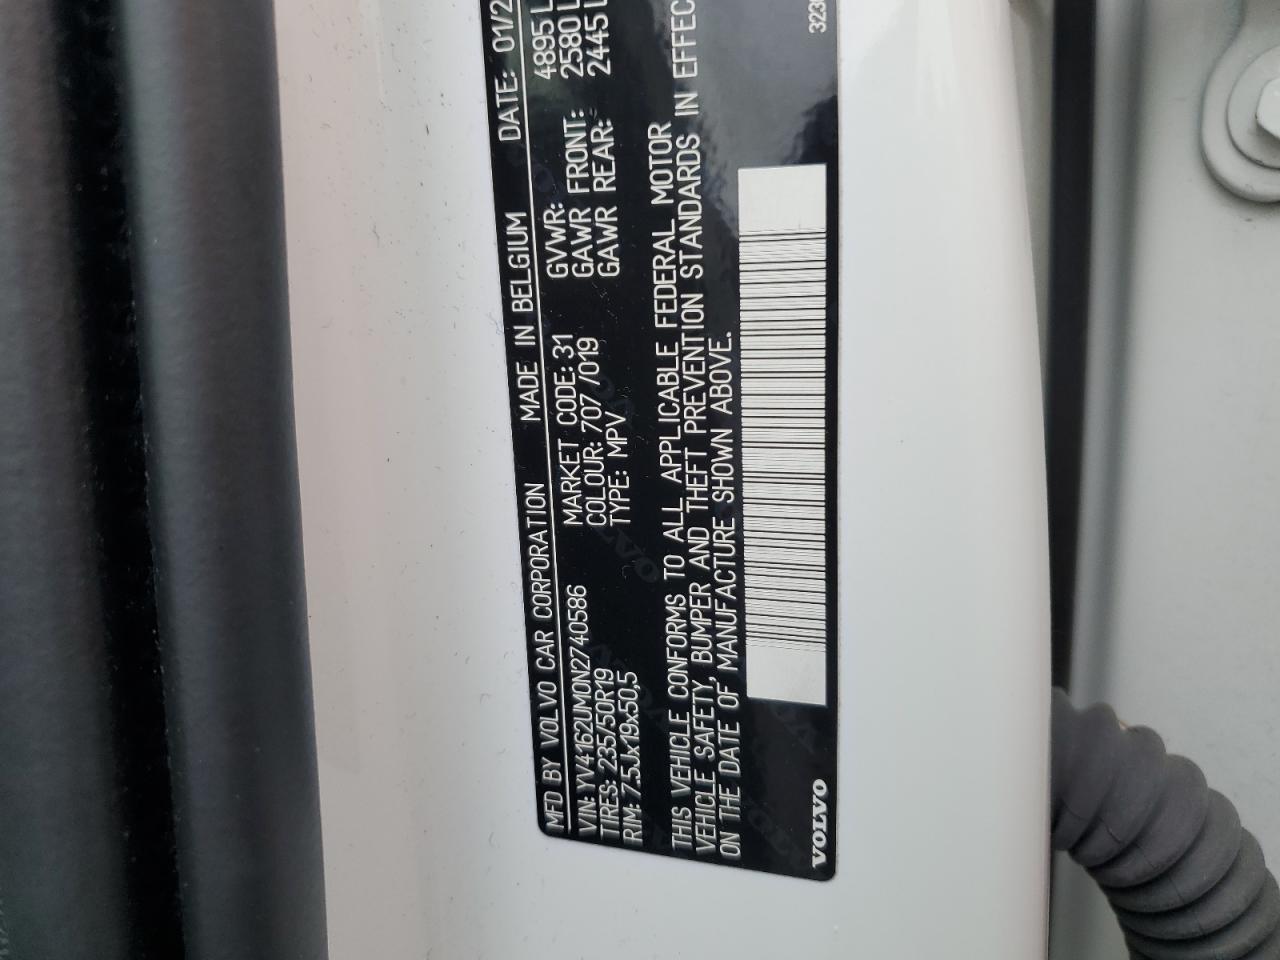 MFD BY VOLVO CAR CORPORATION MADE IN BELGIUM DATE: 01/2
VIN: YV4162UM0N2740586 MARKET CODE: 31 GVWR: 4895 L
TIRES: 235/50R19 COLOUR: 707 /019 GAWR FRONT: 2580 L
RIM: 7.5Jx19x50,5 TYPE: MPV GAWR REAR: 2445 L
THIS VEHICLE CONFORMS TO ALL APPLICABLE FEDERAL MOTOR
VEHICLE SAFETY, BUMPER AND THEFT PREVENTION STANDARDS IN EFFEC
ON THE DATE OF MANUFACTURE SHOWN ABOVE.
VOLVO 323